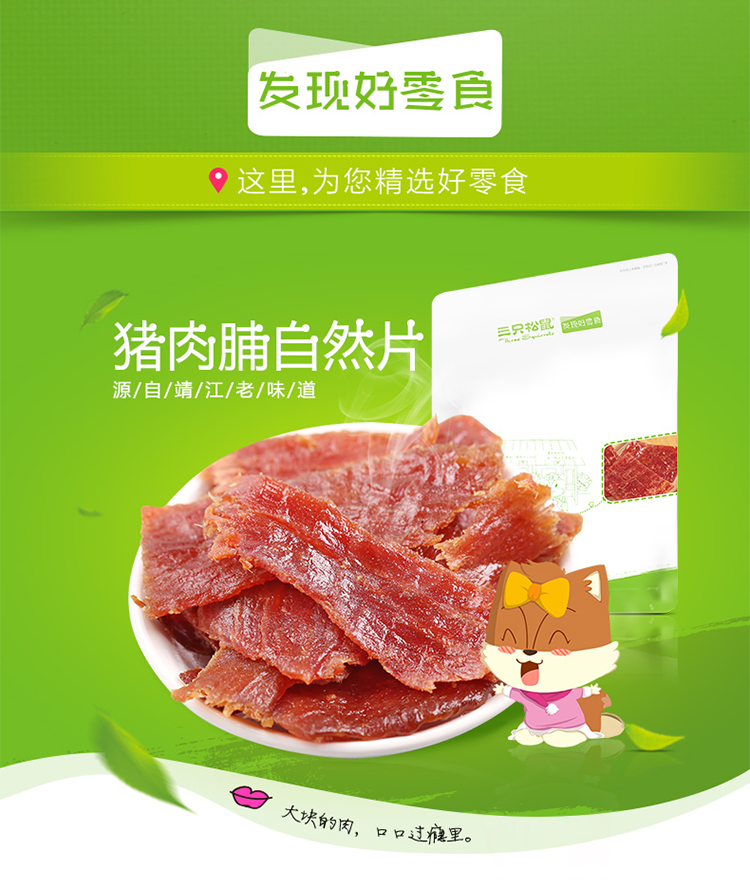 发现好零食
这里,为您精选好零食
三只松鼠 发现好零食
Three Squirrels
猪肉脯自然片
源/自/靖/江/老/味/道
大块的肉，口口过瘾里。